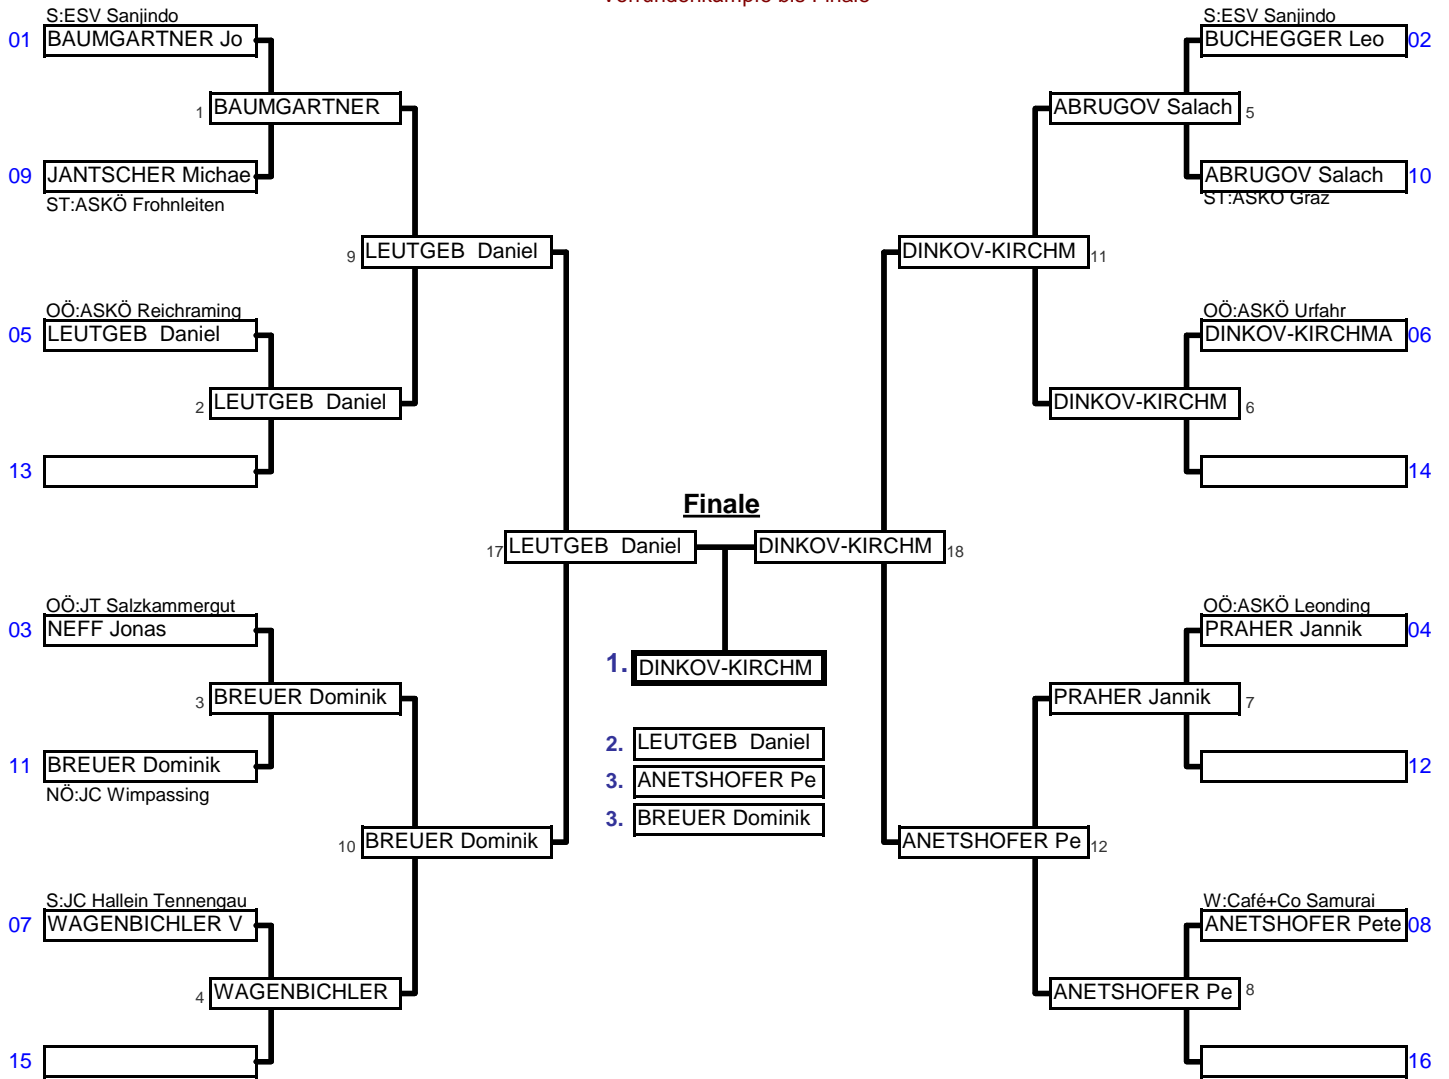 Vorrundenkämpfe bis Finale
S:ESV Sanjindo
01 BAUMGARTNER Jo
1 BAUMGARTNER
09 JANTSCHER Michae
ST:ASKÖ Frohnleiten
9 LEUTGEB Daniel
OÖ:ASKÖ Reichraming
05 LEUTGEB Daniel
2 LEUTGEB Daniel
13
17 LEUTGEB Daniel
OÖ:JT Salzkammergut
03 NEFF Jonas
3 BREUER Dominik
11 BREUER Dominik
NÖ:JC Wimpassing
10 BREUER Dominik
S:JC Hallein Tennengau
07 WAGENBICHLER V
4 WAGENBICHLER
15
Finale
1. DINKOV-KIRCHM
2. LEUTGEB Daniel
3. ANETSHOFER Pe
3. BREUER Dominik
S:ESV Sanjindo
BUCHEGGER Leo 02
ABRUGOV Salach 5
ABRUGOV Salach 10
ST:ASKÖ Graz
DINKOV-KIRCHM 11
OÖ:ASKÖ Urfahr
DINKOV-KIRCHMA 06
DINKOV-KIRCHM 6
14
DINKOV-KIRCHM 18
OÖ:ASKÖ Leonding
PRAHER Jannik 04
PRAHER Jannik 7
12
ANETSHOFER Pe 12
W:Café+Co Samurai
ANETSHOFER Pete 08
ANETSHOFER Pe 8
16